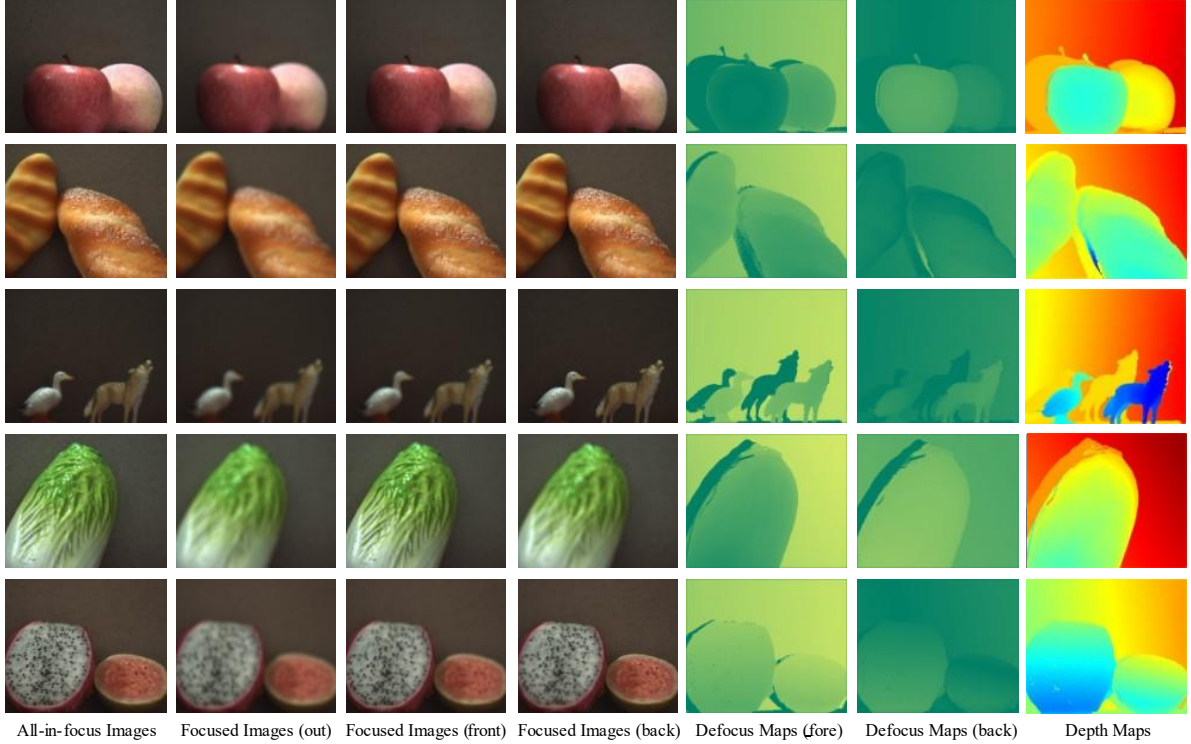 All-in-focus Images Focused Images (out) Focused Images (front) Focused Images (back) Defocus Maps (fore) Defocus Maps (back) Depth Maps